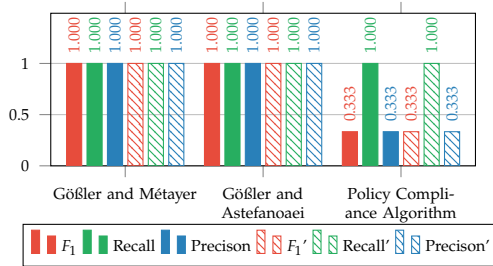 1.000 1.000 1.000 1.000 1.000 1.000 1.000 1.000 1.000 1.000 1.000 1.000 0.333 1.000 0.333 0.333 1.000 0.333
1
0.5
0
Gößler and Métayer
Gößler and Astefanoaei
Policy Compli-
ance Algorithm
F1 Recall Precison F1' Recall' Precison'